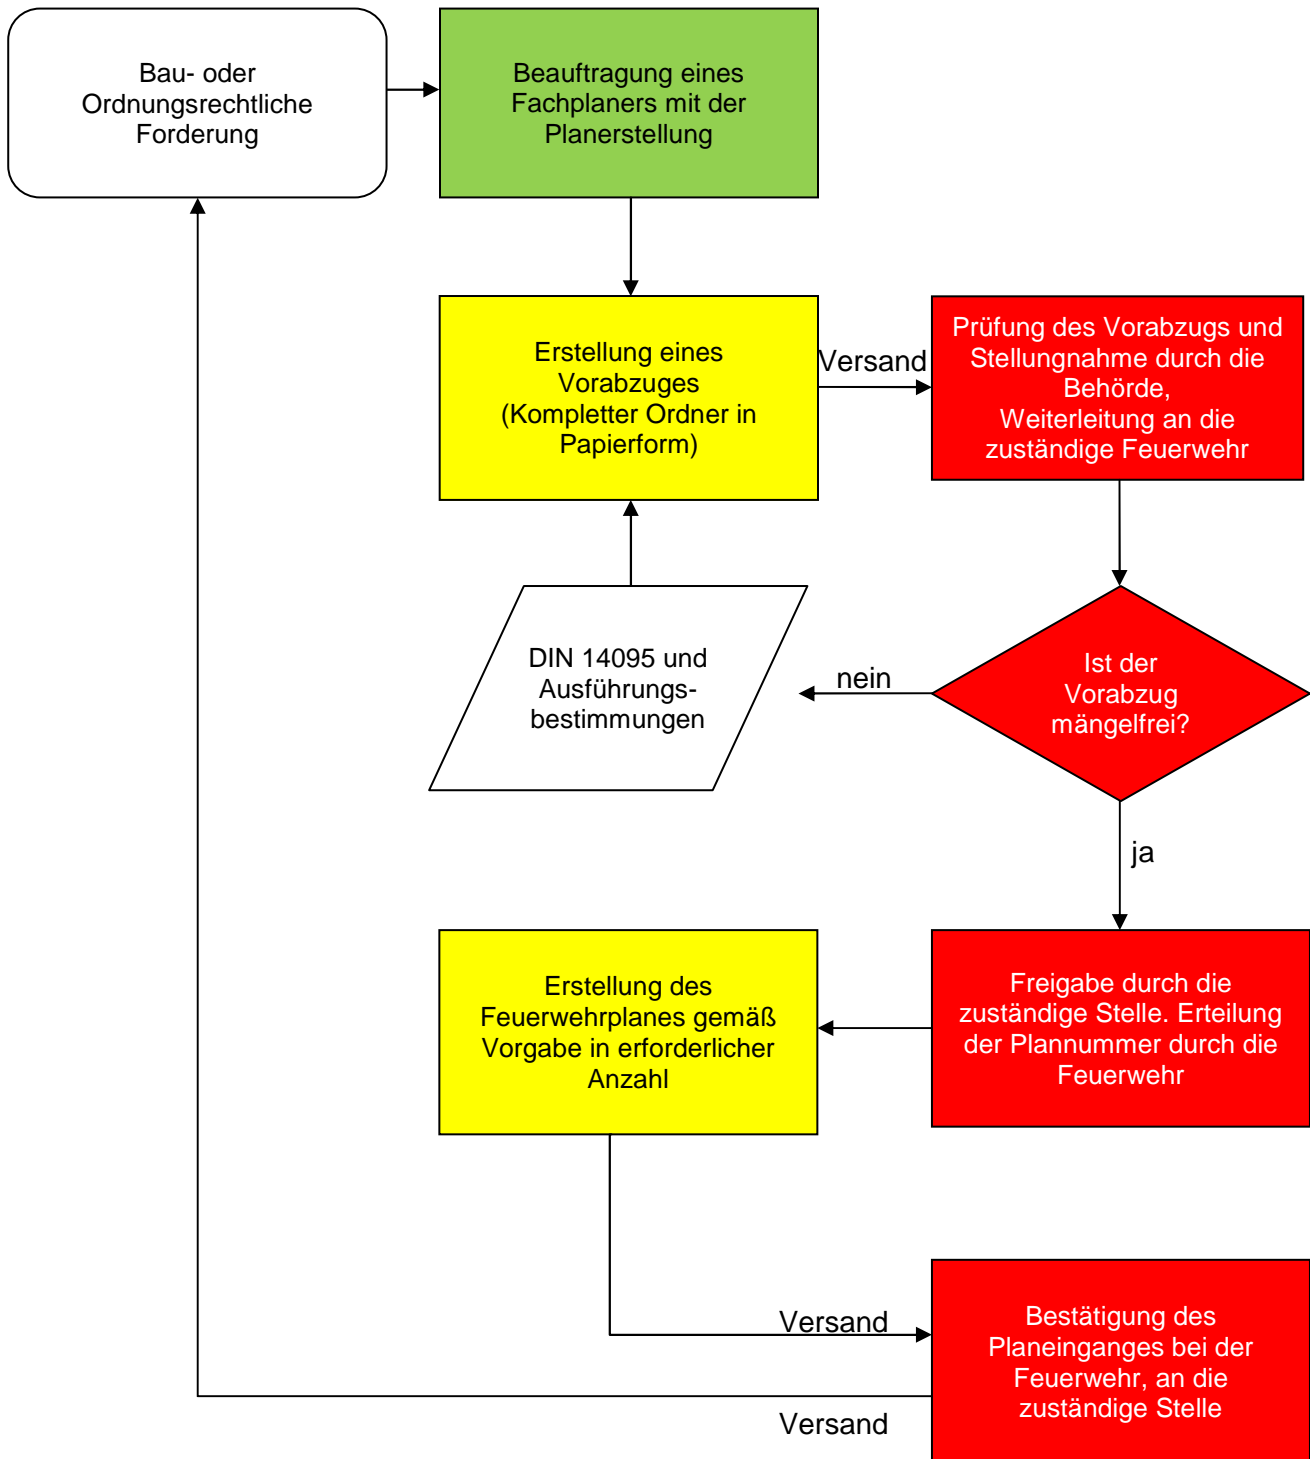 Bau- oder
Ordnungsrechtliche
Forderung
Beauftragung eines
Fachplaners mit der
Planerstellung
Erstellung eines
Vorabzuges
(Kompletter Ordner in
Papierform)
Versand
Prüfung des Vorabzugs und
Stellungnahme durch die
Behörde,
Weiterleitung an die
zuständige Feuerwehr
DIN 14095 und
Ausführungs-
bestimmungen
nein
Ist der
Vorabzug
mängelfrei?
ja
Erstellung des
Feuerwehrplanes gemäß
Vorgabe in erforderlicher
Anzahl
Freigabe durch die
zuständige Stelle. Erteilung
der Plannummer durch die
Feuerwehr
Versand
Bestätigung des
Planeinganges bei der
Feuerwehr, an die
zuständige Stelle
Versand